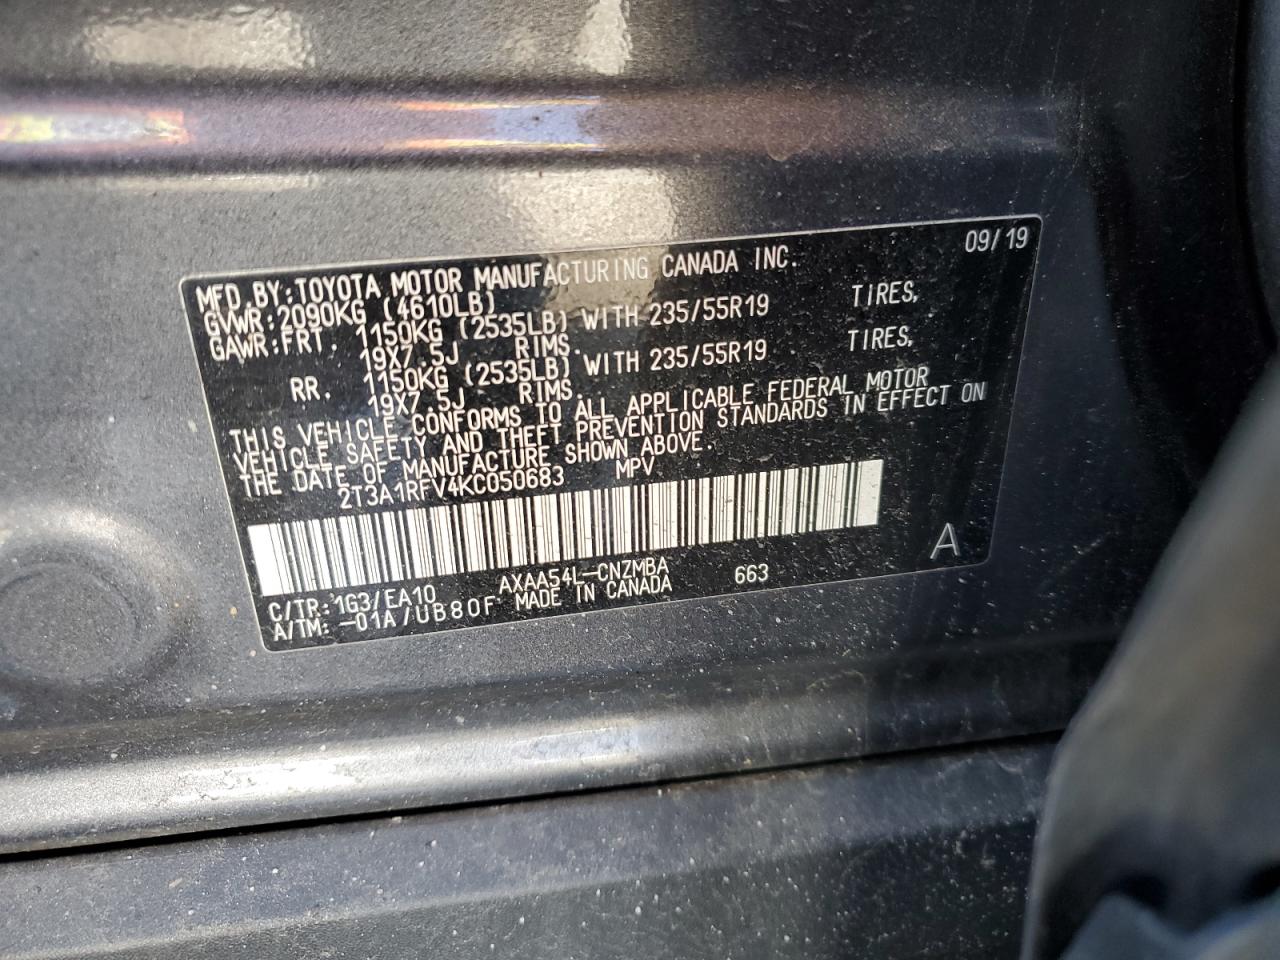 09/19
MFD.BY:TOYOTA MOTOR MANUFACTURING CANADA INC.
GVWR:2090KG (4610LB)
GAWR:FRT. 1150KG (2535LB) WITH 235/55R19 TIRES,
19X7.5J RIMS.
RR. 1150KG (2535LB) WITH 235/55R19 TIRES,
19X7.5J RIMS.
THIS VEHICLE CONFORMS TO ALL APPLICABLE FEDERAL MOTOR
VEHICLE SAFETY AND THEFT PREVENTION STANDARDS IN EFFECT ON
THE DATE OF MANUFACTURE SHOWN ABOVE.
2T3A1RFV4KC050683 MPV
C/TR:1G3/EA10 AXAA54L-CNZMBA 663
A/TM:-01A/UB80F MADE IN CANADA
A